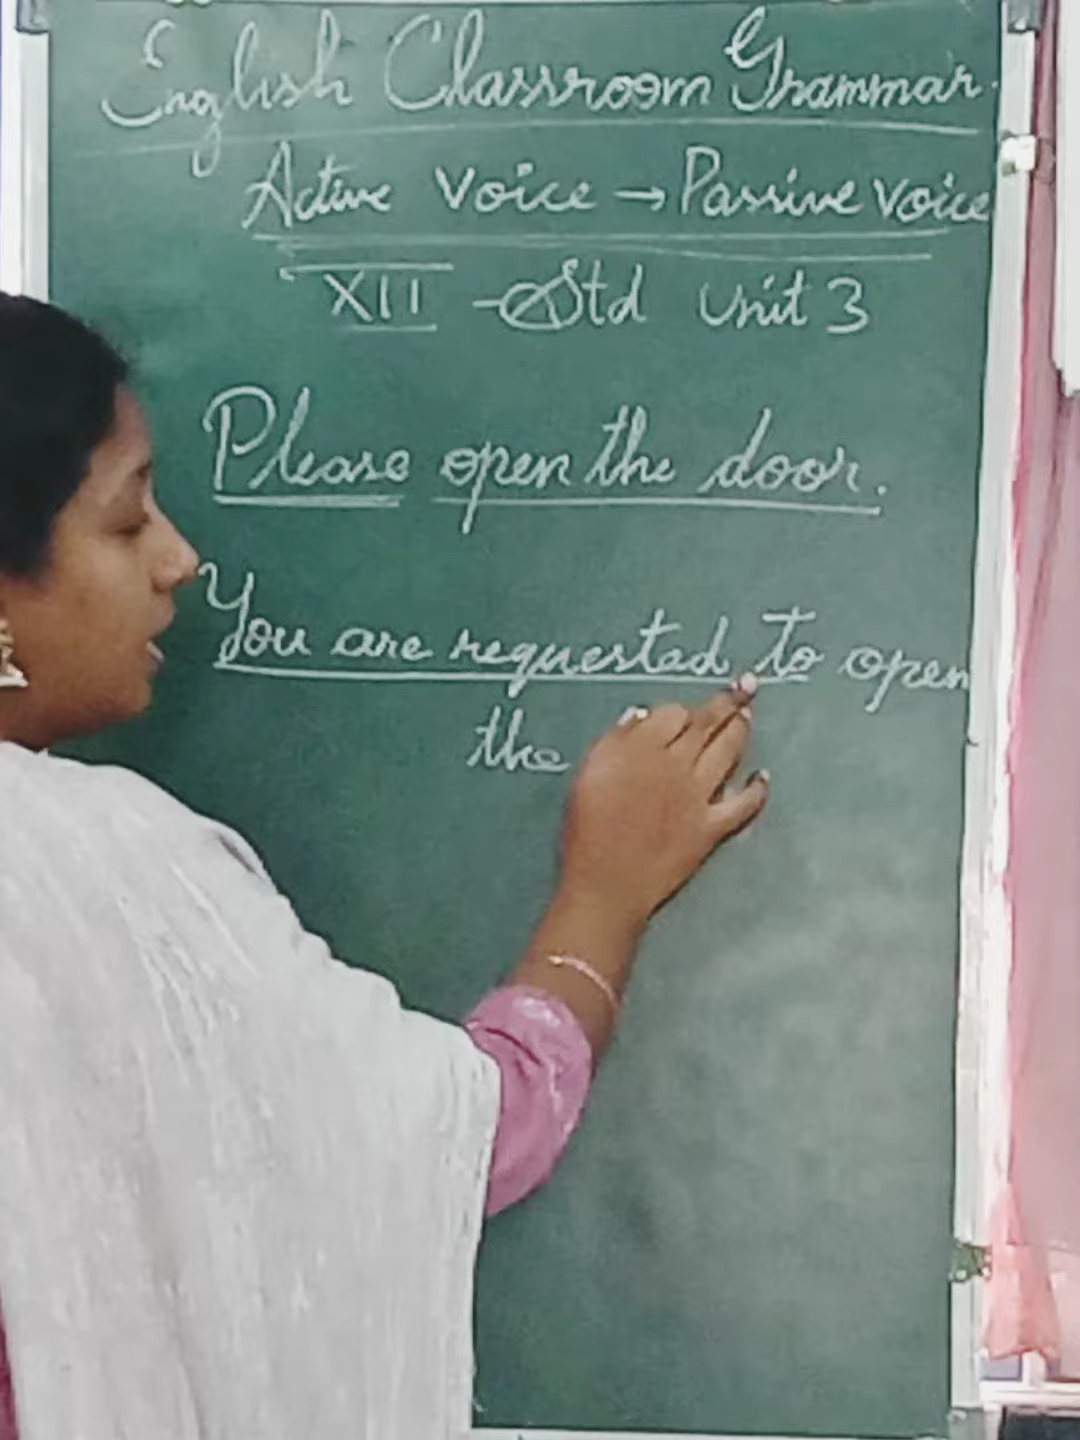 English Classroom Grammar.
Active Voice → Passive Voice
XII - Std Unit 3
Please open the door.
You are requested to open
the